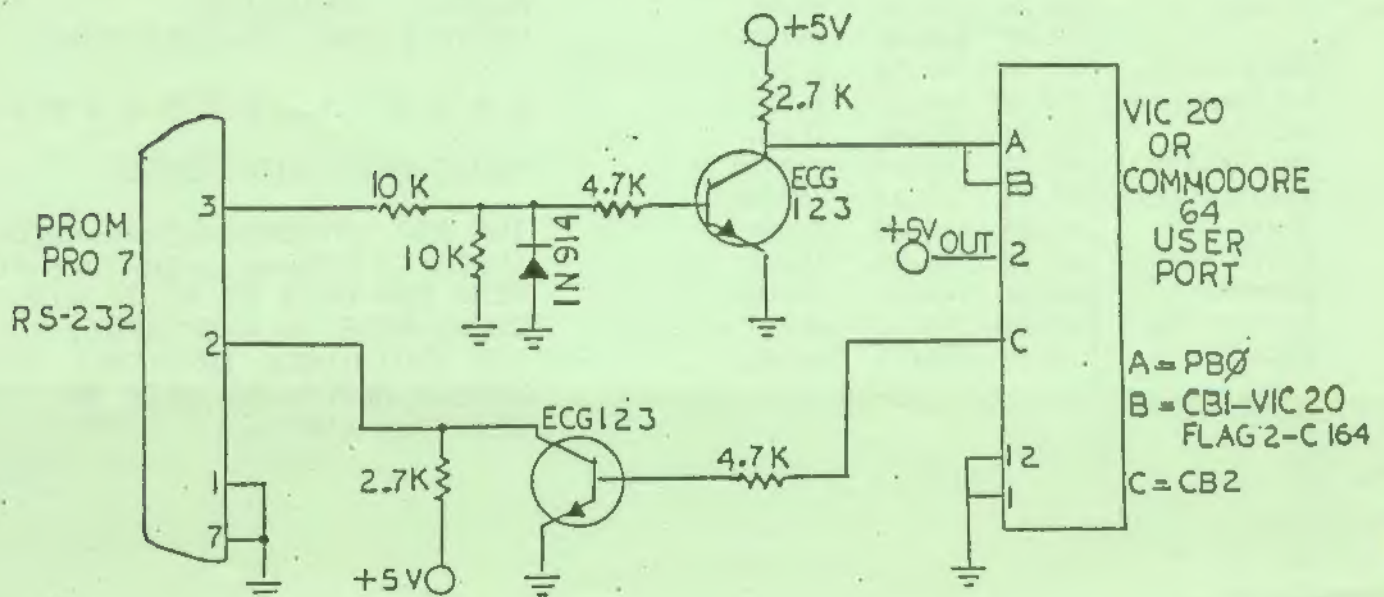 +5V
2.7 K
A
B
+5V OUT
2
C
12
1
VIC 20
OR
COMMODORE
64
USER
PORT
A = PBØ
B = CB1-VIC 20
FLAG 2-C 164
C = CB2
ECG
123
4.7K
10 K
10K
1N914
3
2
1
7
PROM
PRO 7
RS-232
ECG123
4.7K
2.7K
+5V